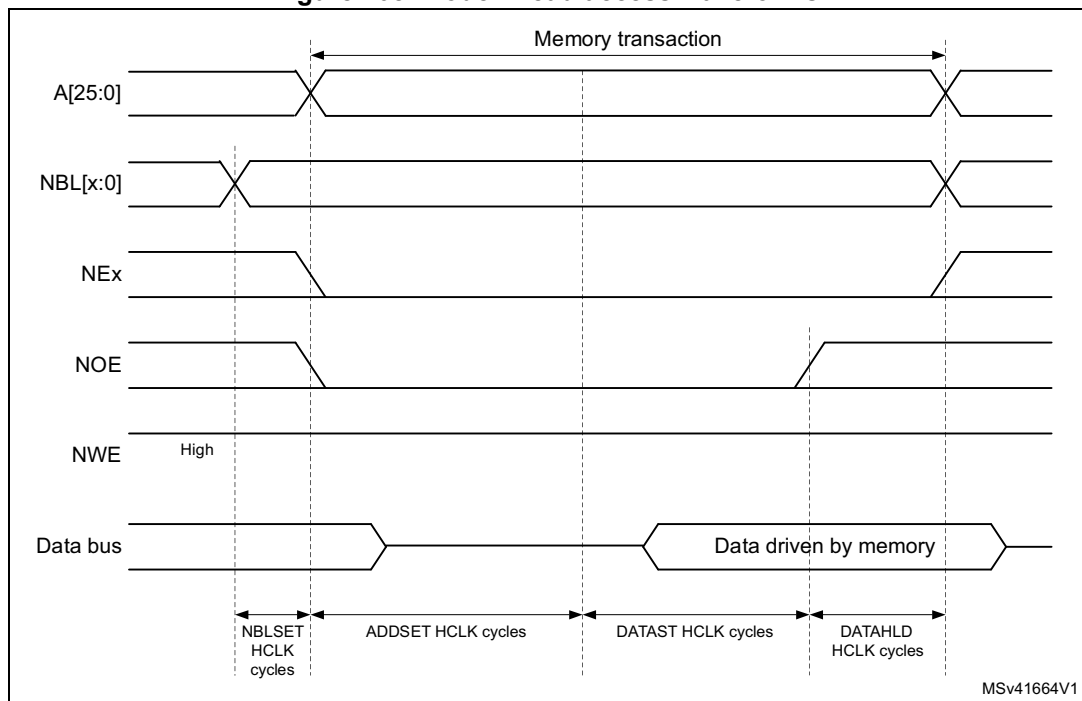 Memory transaction
A[25:0]
NBL[x:0]
NEx
NOE
NWE
High
Data bus
Data driven by memory
NBLSET
HCLK
cycles
ADDSET HCLK cycles
DATAST HCLK cycles
DATAHLD
HCLK cycles
MSv41664V1